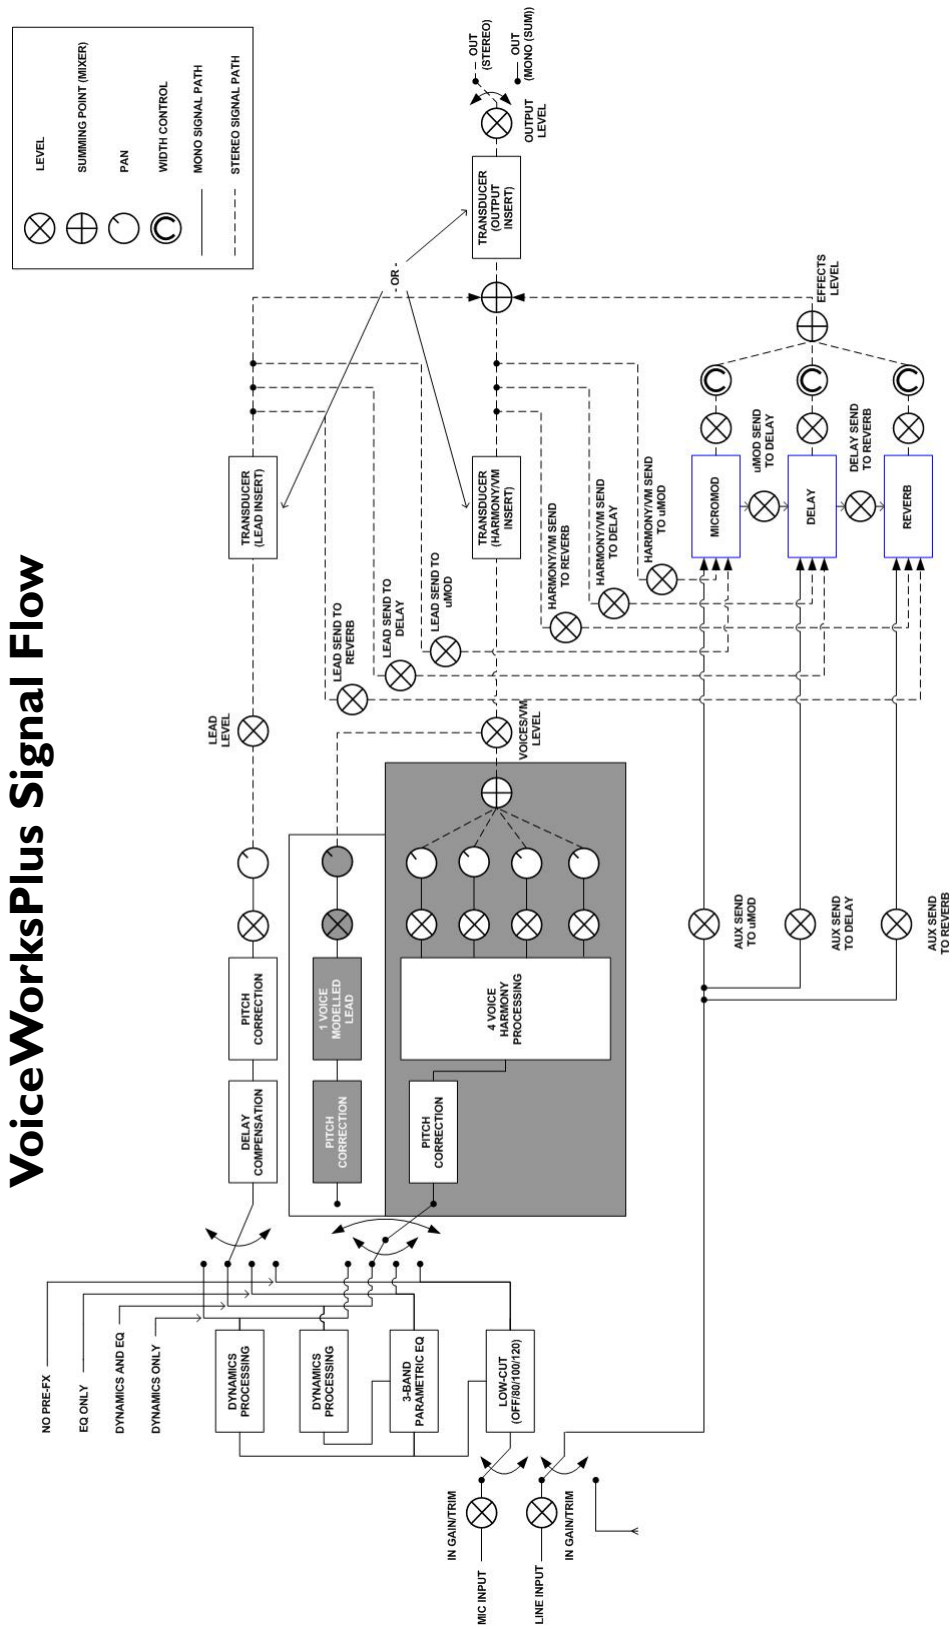 VoiceWorksPlus Signal Flow
LEVEL
SUMMING POINT (MIXER)
PAN
WIDTH CONTROL
MONO SIGNAL PATH
STEREO SIGNAL PATH
NO PRE-FX
EQ ONLY
DYNAMICS AND EQ
DYNAMICS ONLY
DYNAMICS
PROCESSING
DYNAMICS
PROCESSING
3-BAND
PARAMETRIC EQ
LOW-CUT
(OFF/80/100/120)
IN GAIN/TRIM
MIC INPUT
LINE INPUT
IN GAIN/TRIM
DELAY
COMPENSATION
PITCH
CORRECTION
LEAD
LEVEL
TRANSDUCER
(LEAD INSERT)
PITCH
CORRECTION
1 VOICE
MODELLED
LEAD
PITCH
CORRECTION
4 VOICE
HARMONY
PROCESSING
VOICES/VM
LEVEL
LEAD SEND TO
REVERB
LEAD SEND TO
DELAY
LEAD SEND TO
uMOD
TRANSDUCER
(HARMONY/VM
INSERT)
- OR -
HARMONY/VM SEND
TO REVERB
HARMONY/VM SEND
TO DELAY
HARMONY/VM SEND
TO uMOD
TRANSDUCER
(OUTPUT
INSERT)
OUTPUT
LEVEL
OUT
(STEREO)
OUT
(MONO (SUM))
AUX SEND
TO uMOD
AUX SEND
TO DELAY
AUX SEND
TO REVERB
MICROMOD
uMOD SEND
TO DELAY
DELAY
DELAY SEND
TO REVERB
REVERB
EFFECTS
LEVEL